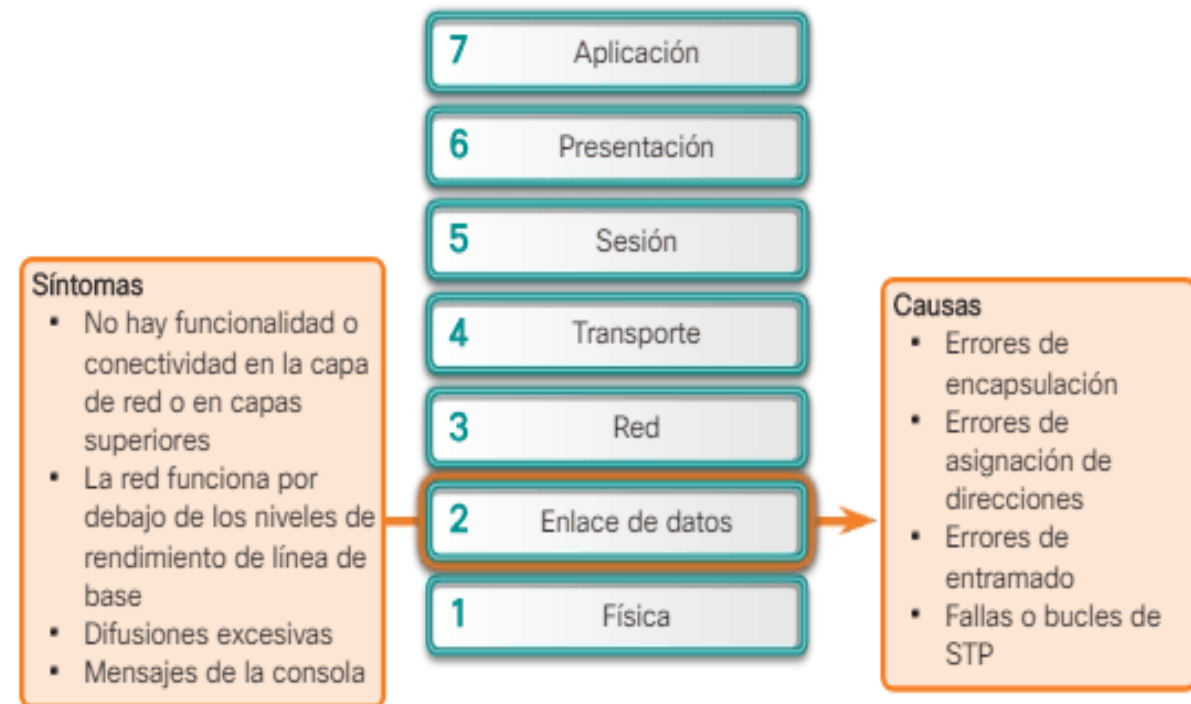 7 Aplicación
6 Presentación
5 Sesión
4 Transporte
3 Red
2 Enlace de datos
1 Física
Síntomas
▪ No hay funcionalidad o
conectividad en la capa
de red o en capas
superiores
▪ La red funciona por
debajo de los niveles de
rendimiento de línea de
base
▪ Difusiones excesivas
▪ Mensajes de la consola
Causas
▪ Errores de
encapsulación
▪ Errores de
asignación de
direcciones
▪ Errores de
entramado
▪ Fallas o bucles de
STP